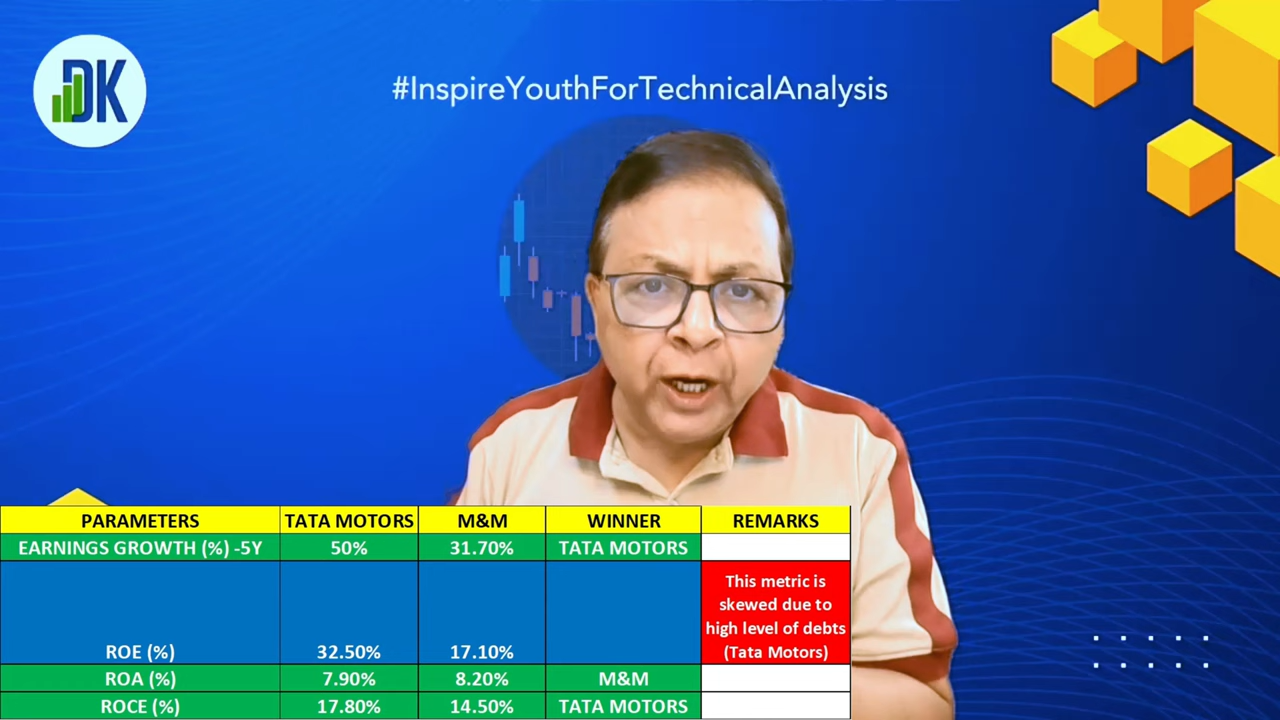 DK
#InspireYouthForTechnicalAnalysis
PARAMETERS TATA MOTORS M&M WINNER REMARKS
EARNINGS GROWTH (%) -5Y 50% 31.70% TATA MOTORS
This metric is
skewed due to
high level of debts
ROE (%) 32.50% 17.10% (Tata Motors)
ROA (%) 7.90% 8.20% M&M
ROCE (%) 17.80% 14.50% TATA MOTORS